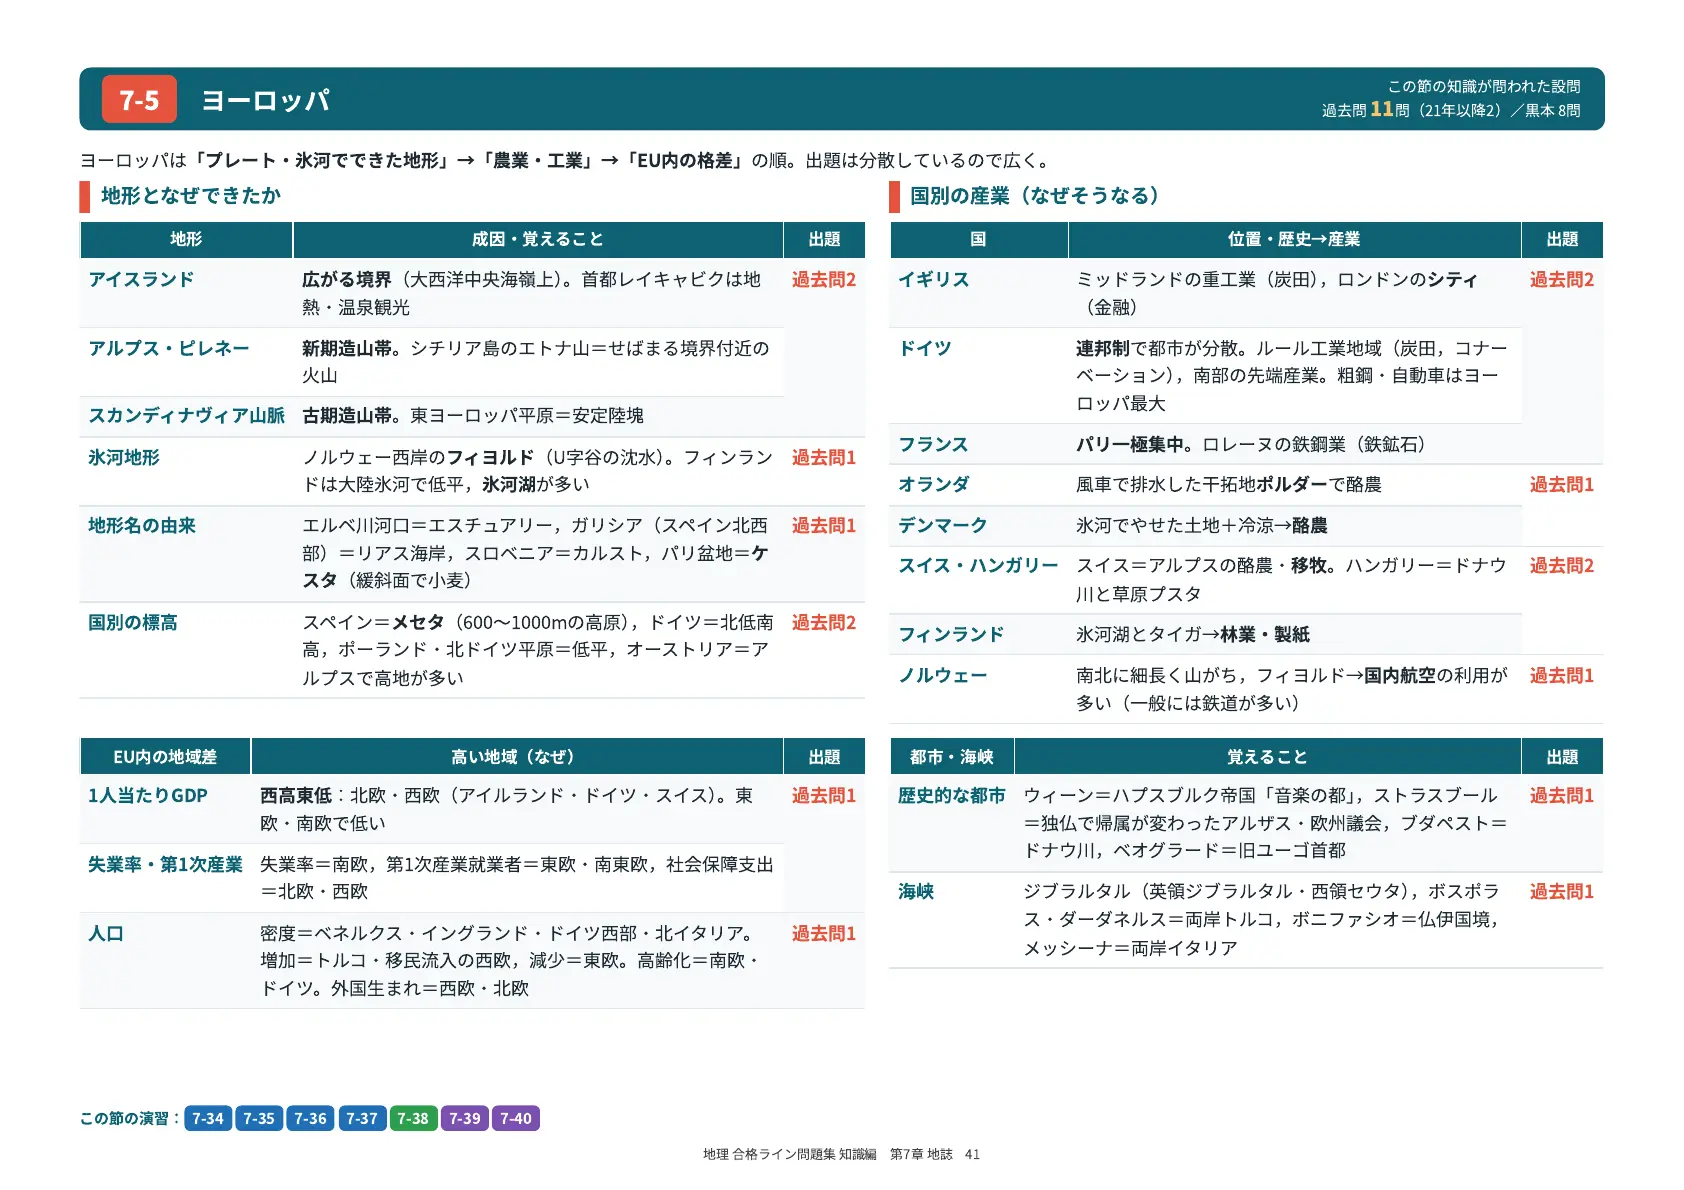 7-5 ヨーロッパ
この節の知識が問われた設問
過去問 11問（21年以降2）／黒本 8問
ヨーロッパは「プレート・氷河でできた地形」→「農業・工業」→「EU内の格差」の順。出題は分散しているので広く。
地形となぜできたか
地形 成因・覚えること 出題
アイスランド 広がる境界（大西洋中央海嶺上）。首都レイキャビクは地 過去問2
熱・温泉観光
アルプス・ピレネー 新期造山帯。シチリア島のエトナ山＝せばまる境界付近の
火山
スカンディナヴィア山脈 古期造山帯。東ヨーロッパ平原＝安定陸塊
氷河地形 ノルウェー西岸のフィヨルド（U字谷の沈水）。フィンラン 過去問1
ドは大陸氷河で低平，氷河湖が多い
地形名の由来 エルベ川河口＝エスチュアリー，ガリシア（スペイン北西 過去問1
部）＝リアス海岸，スロベニア＝カルスト，パリ盆地＝ケ
スタ（緩斜面で小麦）
国別の標高 スペイン＝メセタ（600〜1000mの高原），ドイツ＝北低南 過去問2
高，ポーランド・北ドイツ平原＝低平，オーストリア＝ア
ルプスで高地が多い
EU内の地域差 高い地域（なぜ） 出題
1人当たりGDP 西高東低：北欧・西欧（アイルランド・ドイツ・スイス）。東 過去問1
欧・南欧で低い
失業率・第1次産業 失業率＝南欧，第1次産業就業者＝東欧・南東欧，社会保障支出
＝北欧・西欧
人口 密度＝ベネルクス・イングランド・ドイツ西部・北イタリア。 過去問1
増加＝トルコ・移民流入の西欧，減少＝東欧。高齢化＝南欧・
ドイツ。外国生まれ＝西欧・北欧
国別の産業（なぜそうなる）
国 位置・歴史→産業 出題
イギリス ミッドランドの重工業（炭田），ロンドンのシティ 過去問2
（金融）
ドイツ 連邦制で都市が分散。ルール工業地域（炭田，コナー
ベーション），南部の先端産業。粗鋼・自動車はヨー
ロッパ最大
フランス パリ一極集中。ロレーヌの鉄鋼業（鉄鉱石）
オランダ 風車で排水した干拓地ポルダーで酪農 過去問1
デンマーク 氷河でやせた土地＋冷涼→酪農
スイス・ハンガリー スイス＝アルプスの酪農・移牧。ハンガリー＝ドナウ 過去問2
川と草原プスタ
フィンランド 氷河湖とタイガ→林業・製紙
ノルウェー 南北に細長く山がち，フィヨルド→国内航空の利用が 過去問1
多い（一般には鉄道が多い）
都市・海峡 覚えること 出題
歴史的な都市 ウィーン＝ハプスブルク帝国「音楽の都」，ストラスブール 過去問1
＝独仏で帰属が変わったアルザス・欧州議会，ブダペスト＝
ドナウ川，ベオグラード＝旧ユーゴ首都
海峡 ジブラルタル（英領ジブラルタル・西領セウタ），ボスポラ 過去問1
ス・ダーダネルス＝両岸トルコ，ボニファシオ＝仏伊国境，
メッシーナ＝両岸イタリア
この節の演習： 7-34 7-35 7-36 7-37 7-38 7-39 7-40
地理 合格ライン問題集 知識編　第7章 地誌　41